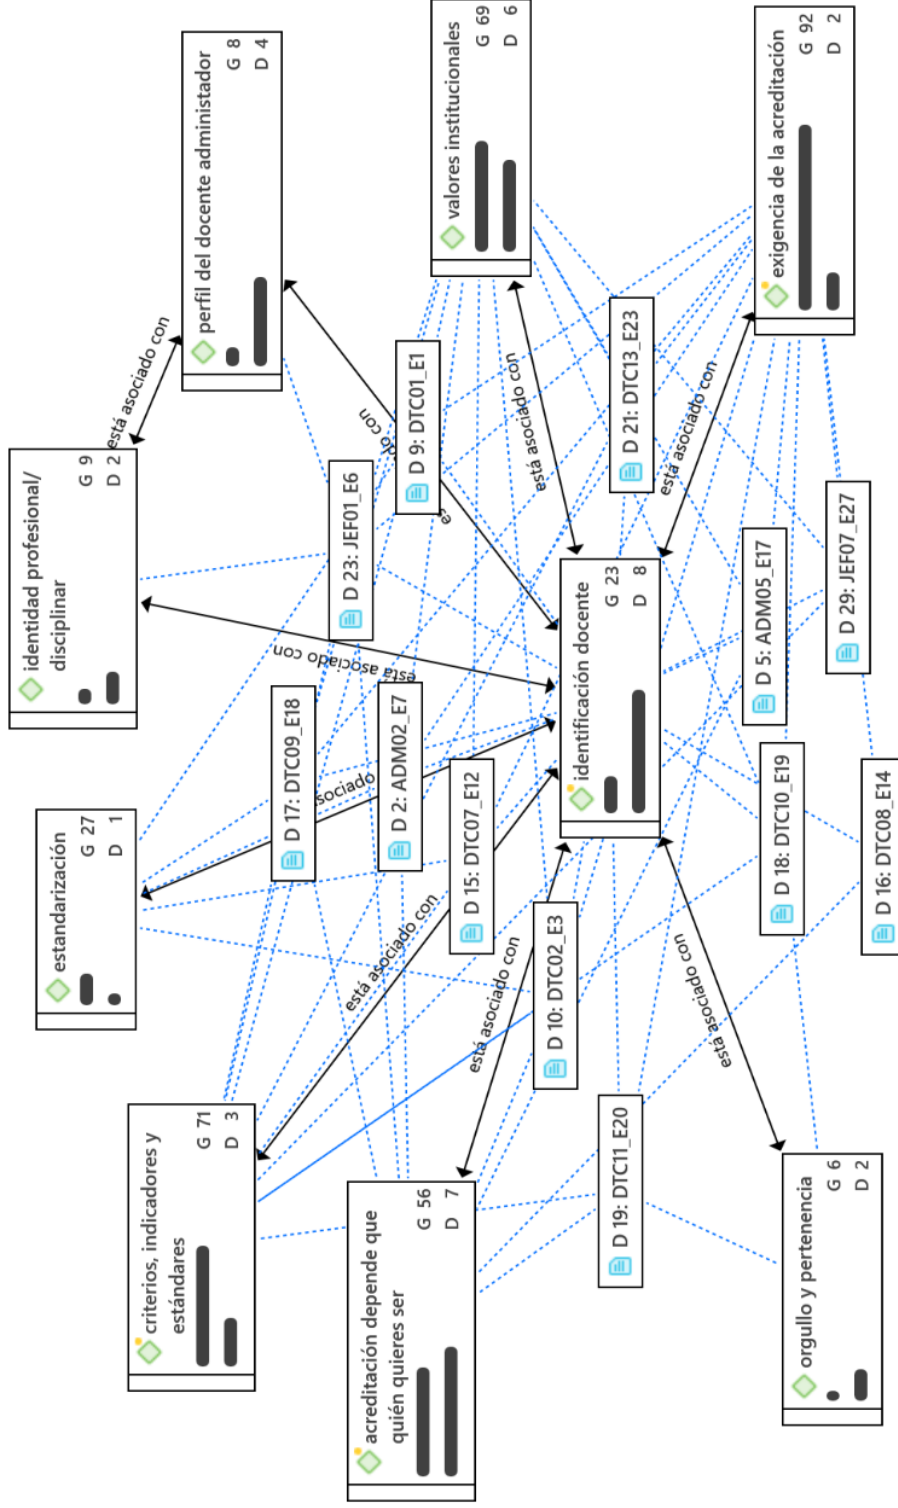 identidad profesional/
disciplinar
G 9
D 2
estandarización
G 27
D 1
está asociado con
criterios, indicadores y
estándares
G 71
D 3
perfil del docente administador
G 8
D 4
D 17: DTC09_E18
está asociado con
sociado
D 23: JEF01_E6
do con
es
acreditación depende que
quién quieres ser
G 56
D 7
está asociado con
D 2: ADM02_E7
D 9: DTC01_E1
valores institucionales
G 69
D 6
D 15: DTC07_E12
está asociado con
está asociado con
D 10: DTC02_E3
identificación docente
G 23
D 8
D 19: DTC11_E20
D 21: DTC13_E23
está asociado con
está asociado con
D 5: ADM05_E17
exigencia de la acreditación
G 92
D 2
D 18: DTC10_E19
orgullo y pertenencia
G 6
D 2
D 29: JEF07_E27
D 16: DTC08_E14